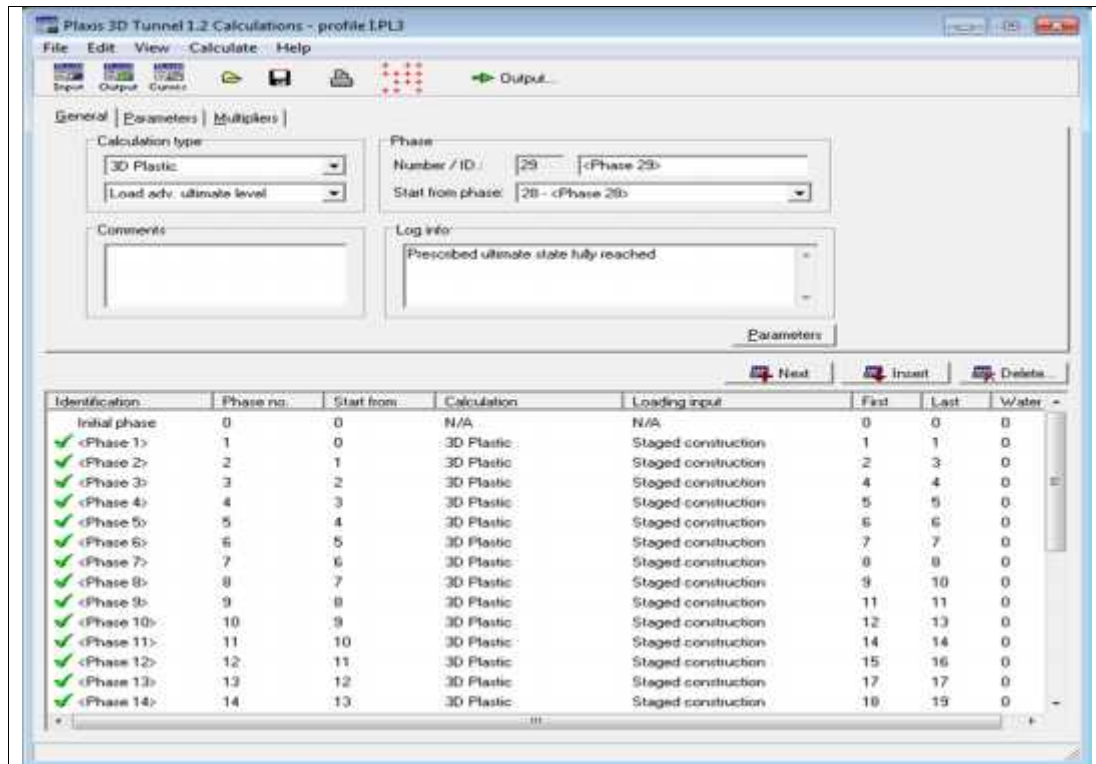 Plaxis 3D Tunnel 1.2 Calculations - profile I.PL3
File Edit View Calculate Help
Input Output Curves Output...
General Parameters Multipliers
Calculation type
3D Plastic
Load adv. ultimate level
Phase
Number / ID.: 29 <Phase 29>
Start from phase: 28 - <Phase 28>
Comments
Log info
Prescribed ultimate state fully reached
Parameters
Next Insert Delete...
Identification Phase no. Start from Calculation Loading input First Last Water
Initial phase 0 0 N/A N/A 0 0 0
<Phase 1> 1 0 3D Plastic Staged construction 1 1 0
<Phase 2> 2 1 3D Plastic Staged construction 2 3 0
<Phase 3> 3 2 3D Plastic Staged construction 4 4 0
<Phase 4> 4 3 3D Plastic Staged construction 5 5 0
<Phase 5> 5 4 3D Plastic Staged construction 6 6 0
<Phase 6> 6 5 3D Plastic Staged construction 7 7 0
<Phase 7> 7 6 3D Plastic Staged construction 8 8 0
<Phase 8> 8 7 3D Plastic Staged construction 9 10 0
<Phase 9> 9 8 3D Plastic Staged construction 11 11 0
<Phase 10> 10 9 3D Plastic Staged construction 12 13 0
<Phase 11> 11 10 3D Plastic Staged construction 14 14 0
<Phase 12> 12 11 3D Plastic Staged construction 15 16 0
<Phase 13> 13 12 3D Plastic Staged construction 17 17 0
<Phase 14> 14 13 3D Plastic Staged construction 18 19 0